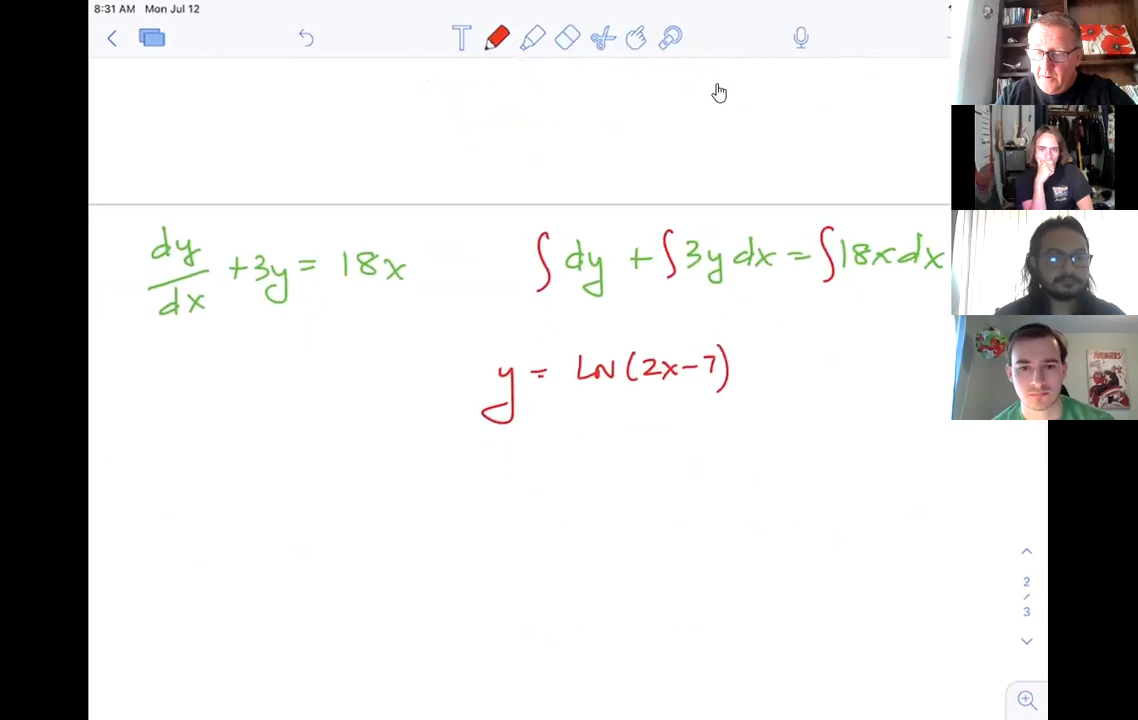 8:31 AM Mon Jul 12
T
dy/dx + 3y = 18x
∫ dy + ∫ 3y dx = ∫ 18x dx
y = LN (2x - 7)
2
/
3
AVENGERS